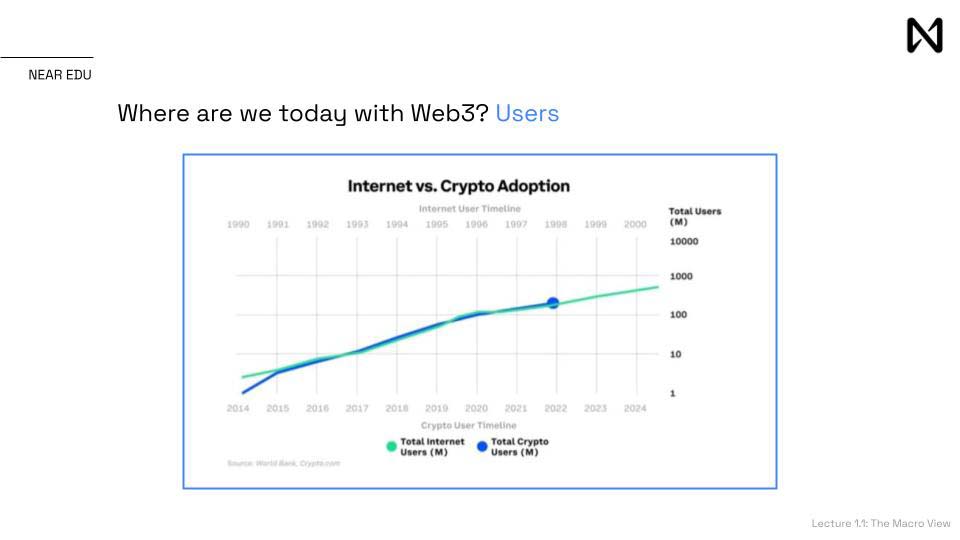 NEAR EDU
Where are we today with Web3? Users
Internet vs. Crypto Adoption
Internet User Timeline
Total Users
(M)
1990 1991 1992 1993 1994 1995 1996 1997 1998 1999 2000
10000
1000
100
10
1
2014 2015 2016 2017 2018 2019 2020 2021 2022 2023 2024
Crypto User Timeline
Total Internet
Users (M)
Total Crypto
Users (M)
Source: World Bank, Crypto.com
Lecture 1.1: The Macro View